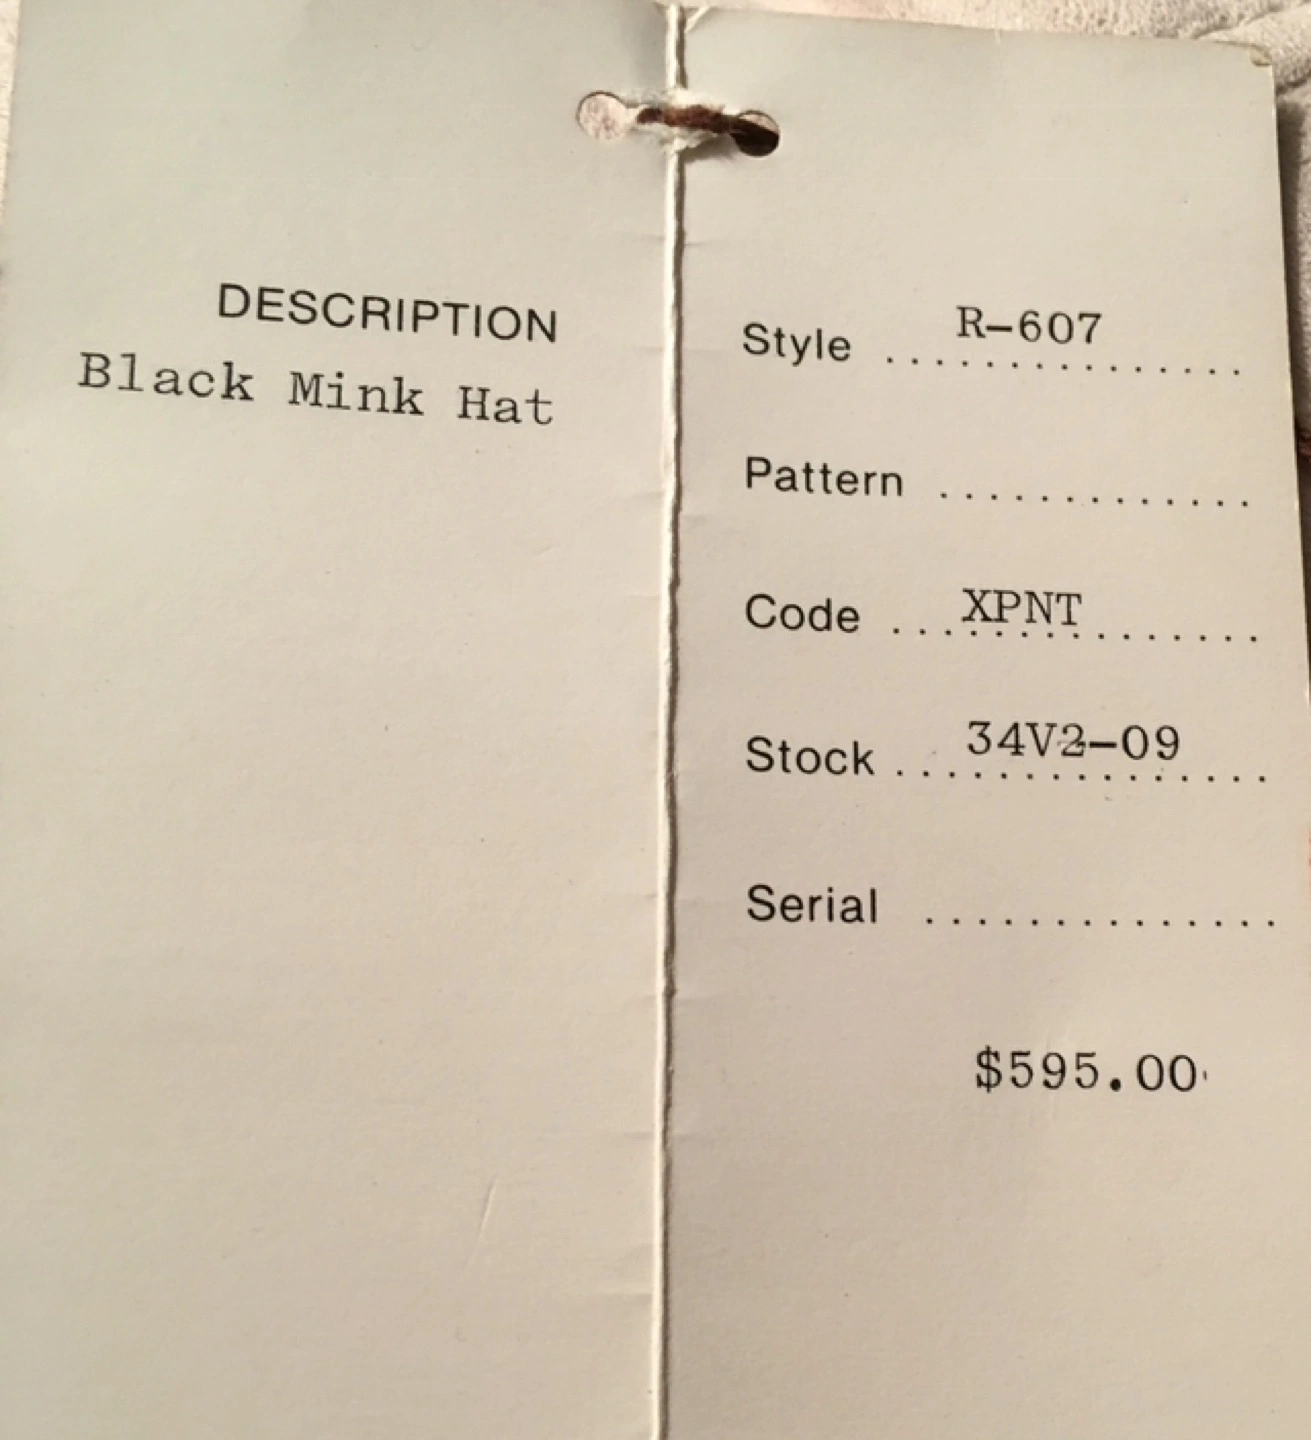 DESCRIPTION
Black Mink Hat
Style .............. R-607
Pattern .............
Code ............... XPNT
Stock ............... 34V2-09
Serial ..............
$595.00